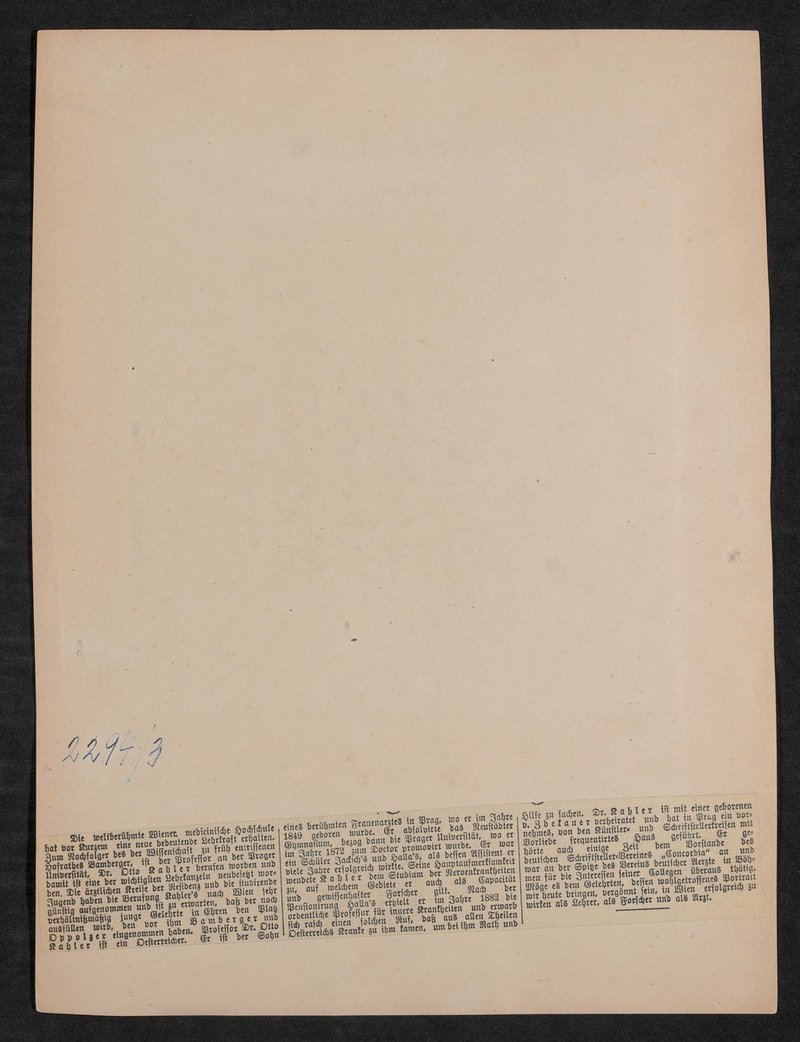 2294/3
Die weltberühmte Wiener medicinische Hochschule
hat vor Kurzem eine neue bedeutende Lehrkraft erhalten.
Zum Nachfolger des der Wissenschaft zu früh entrissenen
Hofrathes Bamberger, ist der Professor an der Prager
Universität, Dr. Otto Kahler berufen worden und
damit ist eine der wichtigsten Lehrkanzeln neubesetzt wor-
den. Die ärztlichen Kreise der Residenz und die studirende
Jugend haben die Berufung Kahler's nach Wien sehr
günstig aufgenommen und ist zu erwarten, daß der noch
verhältnißmäßig junge Gelehrte in Ehren den Platz
ausfüllen wird, den vor ihm Bamberger und
Oppolzer eingenommen haben. Professor Dr. Otto
Kahler ist ein Oesterreicher. Er ist der Sohn
eines berühmten Frauenarztes in Prag, wo er im Jahre
1849 geboren wurde. Er absolvirte das Neustädter
Gymnasium, bezog dann die Prager Universität, wo er
im Jahre 1872 zum Doctor promovirt wurde. Er war
ein Schüler Jacksch's und Halla's, als dessen Assistent er
viele Jahre erfolgreich wirkte. Seine Hauptaufmerksamkeit
wendete Kahler dem Studium der Nervenkrankheiten
zu, auf welchem Gebiete er auch als Capacität
und gewissenhafter Forscher gilt. Nach der
Pensionirung Halla's erhielt er im Jahre 1882 die
ordentliche Professur für innere Krankheiten und erwarb
sich rasch einen solchen Ruf, daß aus allen Theilen
Oesterreichs Kranke zu ihm kamen, um bei ihm Rath und
Hilfe zu suchen. Dr. Kahler ist mit einer geborenen
v. Zdekauer verheiratet und hat in Prag ein vor-
nehmes, von den Künstler- und Schriftstellerkreisen mit
Vorliebe frequentirtes Haus geführt. Er ge-
hörte auch einige Zeit dem Vorstande des
deutschen Schriftsteller-Vereines „Concordia“ an und
war an der Spitze des Vereins deutscher Aerzte in Böh-
men für die Interessen seiner Collegen überaus thätig.
Möge es dem Gelehrten, dessen wohlgetroffenes Portrait
wir heute bringen, vergönnt sein, in Wien erfolgreich zu
wirken als Lehrer, als Forscher und als Arzt.